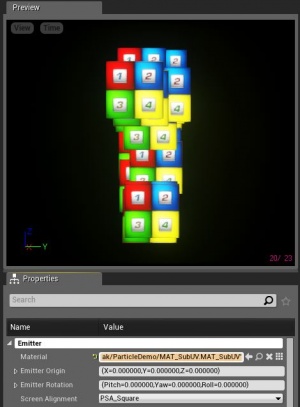 Preview
View Time
1 2
1 2 2
3 4 4
3 4
1 2
3
1 2
3 4
Z
Y
20/ 23
Properties
Search
Name Value
Emitter
Material ak/ParticleDemo/MAT_SubUV.MAT_SubUV'
Emitter Origin (X=0.000000,Y=0.000000,Z=0.000000)
Emitter Rotation (Pitch=0.000000,Yaw=0.000000,Roll=0.000000)
Screen Alignment PSA_Square